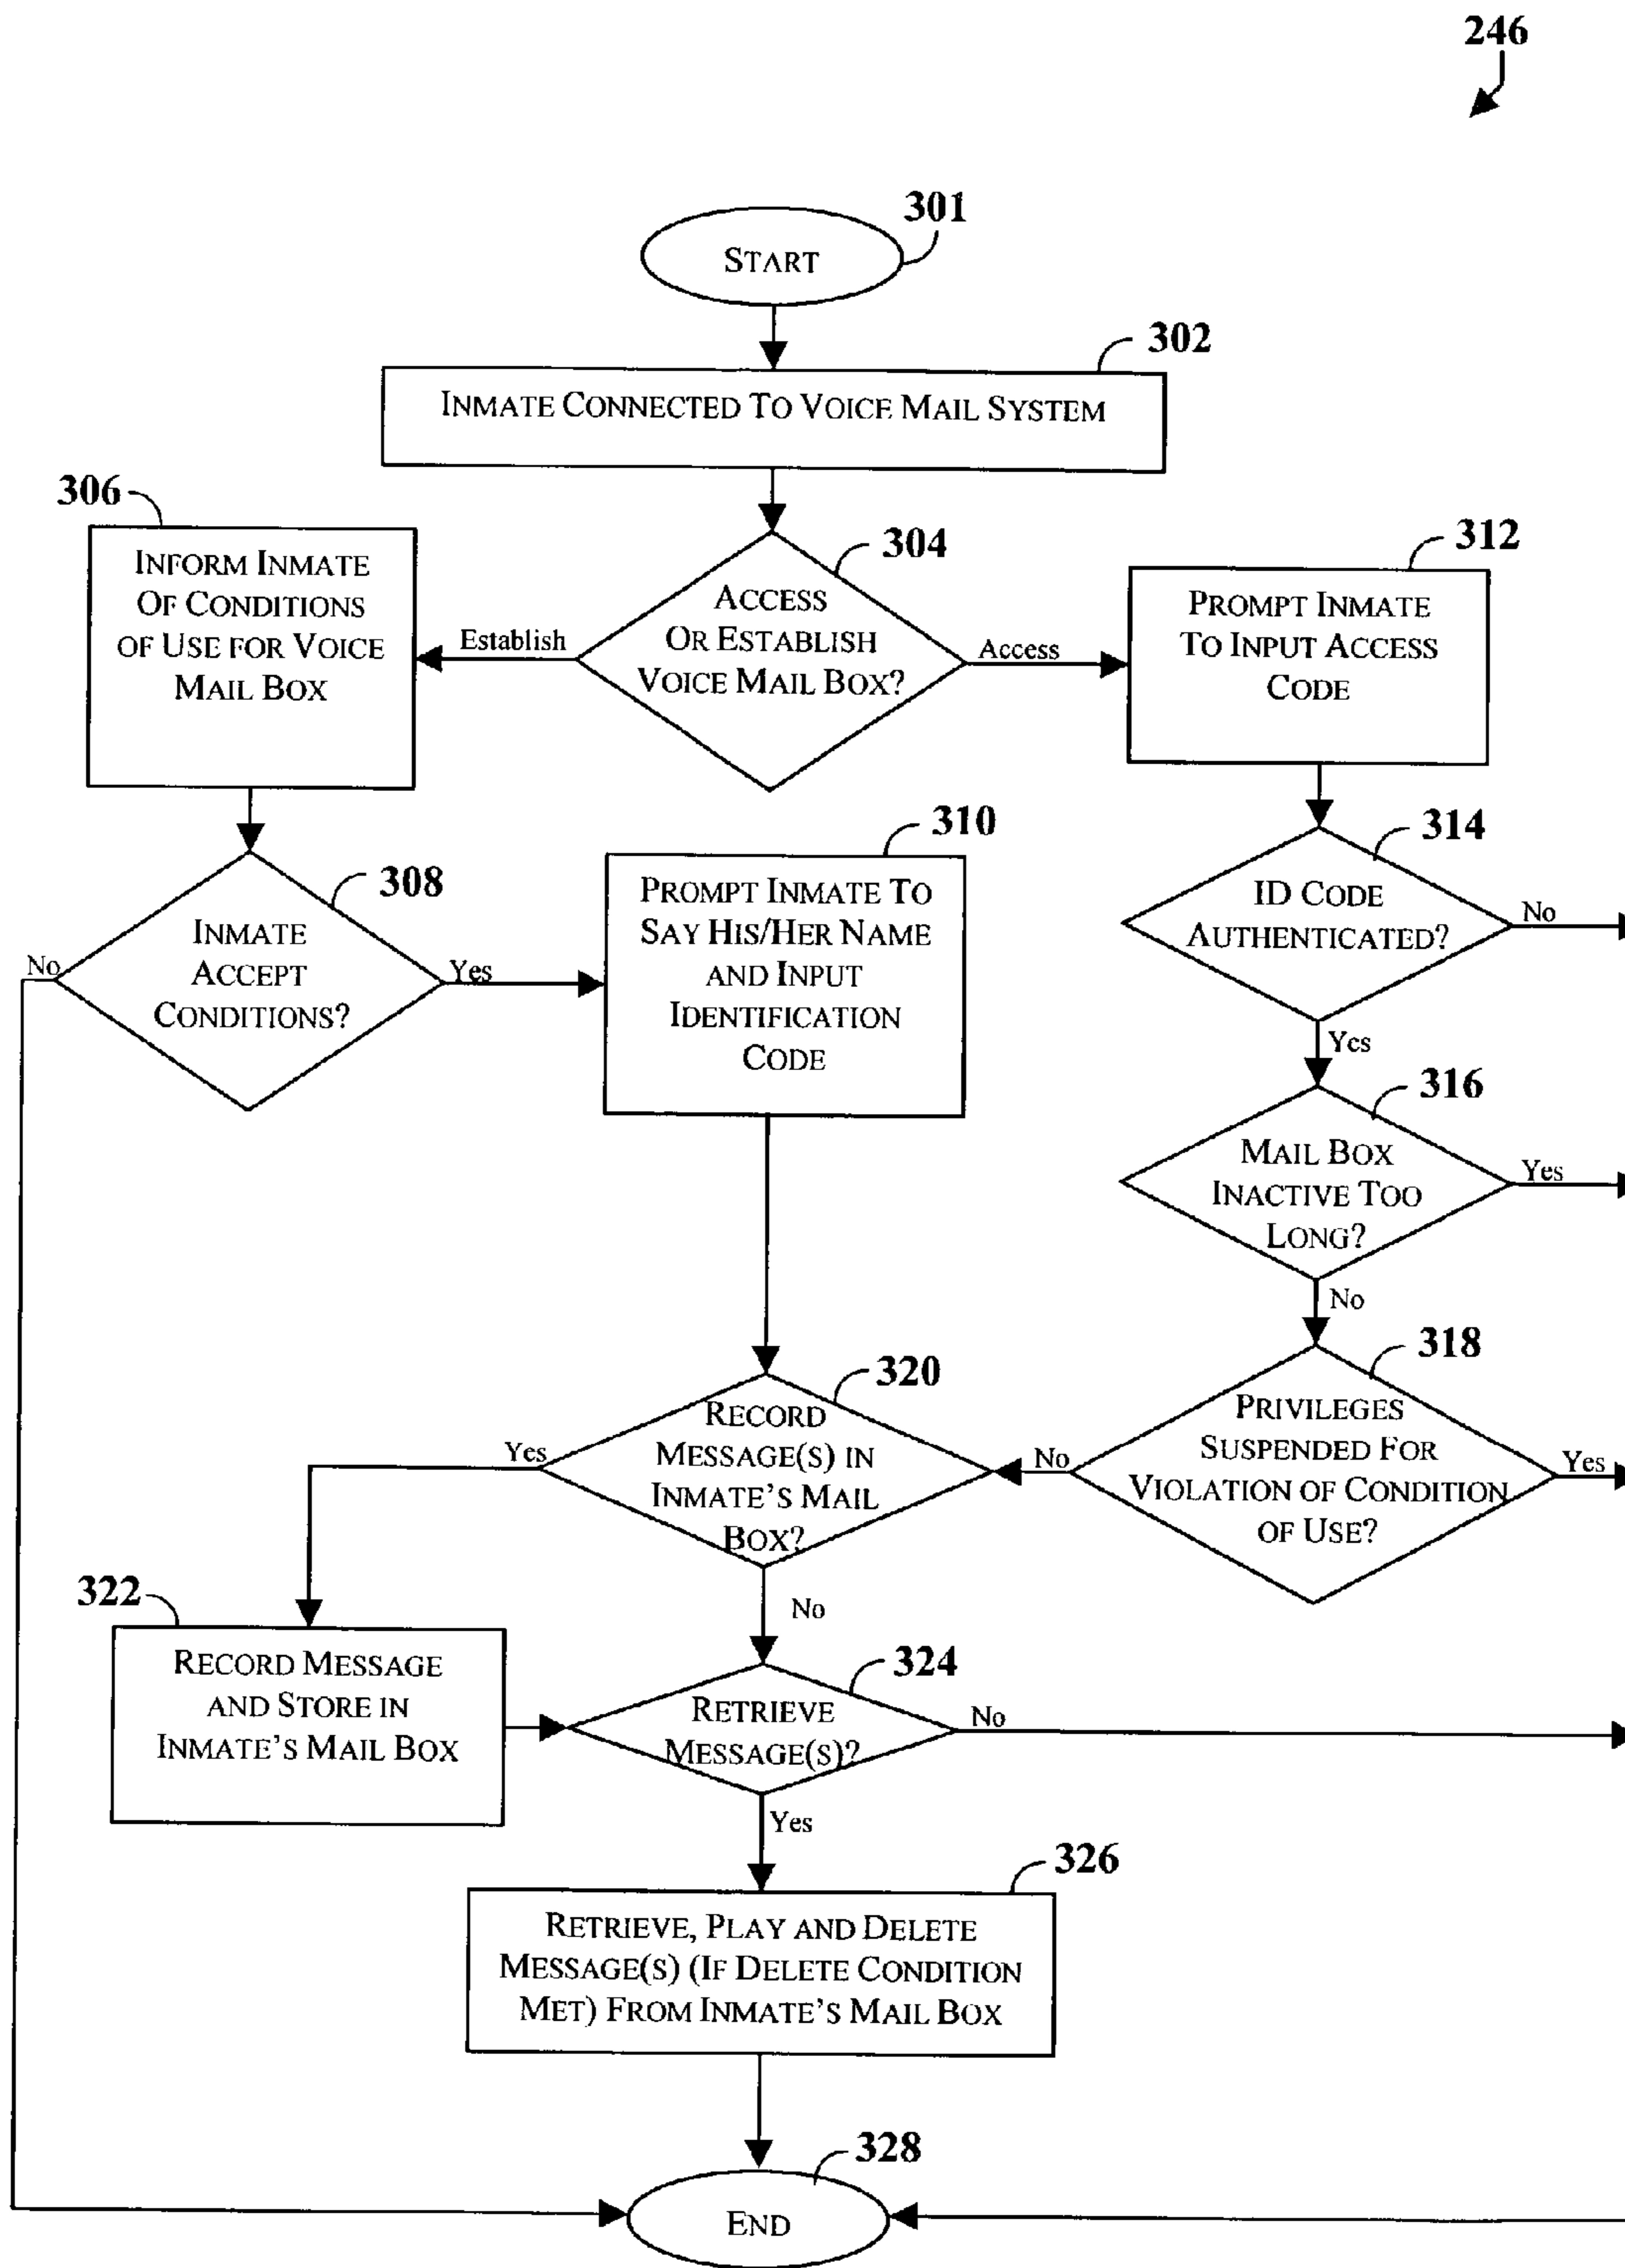 246
301
START
302
INMATE CONNECTED TO VOICE MAIL SYSTEM
306
INFORM INMATE
OF CONDITIONS
OF USE FOR VOICE
MAIL BOX
304
ACCESS
OR ESTABLISH
VOICE MAIL BOX?
Establish
Access
312
PROMPT INMATE
TO INPUT ACCESS
CODE
308
INMATE
ACCEPT
CONDITIONS?
No
Yes
310
PROMPT INMATE TO
SAY HIS/HER NAME
AND INPUT
IDENTIFICATION
CODE
314
ID CODE
AUTHENTICATED?
No
Yes
316
MAIL BOX
INACTIVE TOO
LONG?
Yes
No
318
PRIVILEGES
SUSPENDED FOR
VIOLATION OF CONDITION
OF USE?
Yes
No
320
RECORD
MESSAGE(S) IN
INMATE'S MAIL
BOX?
Yes
No
322
RECORD MESSAGE
AND STORE IN
INMATE'S MAIL BOX
324
RETRIEVE
MESSAGE(S)?
No
Yes
326
RETRIEVE, PLAY AND DELETE
MESSAGE(S) (IF DELETE CONDITION
MET) FROM INMATE'S MAIL BOX
328
END